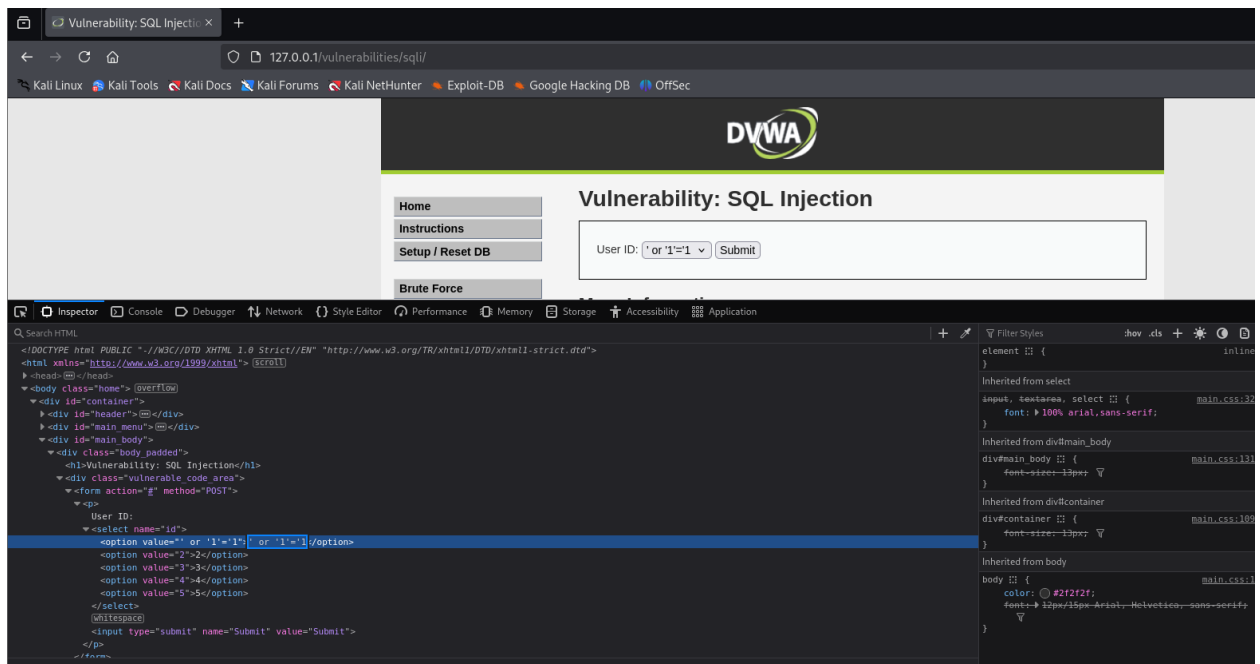 Vulnerability: SQL Injectio ×
+
127.0.0.1/vulnerabilities/sqli/
Kali Linux Kali Tools Kali Docs Kali Forums Kali NetHunter Exploit-DB Google Hacking DB OffSec
DVWA
Home
Instructions
Setup / Reset DB
Brute Force
Vulnerability: SQL Injection
User ID: ' or '1'='1 Submit
Inspector Console Debugger Network {} Style Editor Performance Memory Storage Accessibility Application
Search HTML
<!DOCTYPE html PUBLIC "-//W3C//DTD XHTML 1.0 Strict//EN" "http://www.w3.org/TR/xhtml1/DTD/xhtml1-strict.dtd">
<html xmlns="http://www.w3.org/1999/xhtml"> scroll
<head> </head>
<body class="home"> overflow
<div id="container">
<div id="header"> </div>
<div id="main_menu"> </div>
<div id="main_body">
<div class="body_padded">
<h1>Vulnerability: SQL Injection</h1>
<div class="vulnerable_code_area">
<form action="#" method="POST">
<p>
User ID:
<select name="id">
<option value="' or '1'='1">' or '1'='1</option>
<option value="2">2</option>
<option value="3">3</option>
<option value="4">4</option>
<option value="5">5</option>
</select>
whitespace
<input type="submit" name="Submit" value="Submit">
</p>
</form>
Filter Styles :hov .cls +
element { inline
}
Inherited from select
input, textarea, select { main.css:32
font: 100% arial,sans-serif;
}
Inherited from div#main_body
div#main_body { main.css:131
font-size: 13px;
}
Inherited from div#container
div#container { main.css:109
font-size: 13px;
}
Inherited from body
body { main.css:1
color: #2f2f2f;
font: 12px/15px Arial, Helvetica, sans-serif;
}